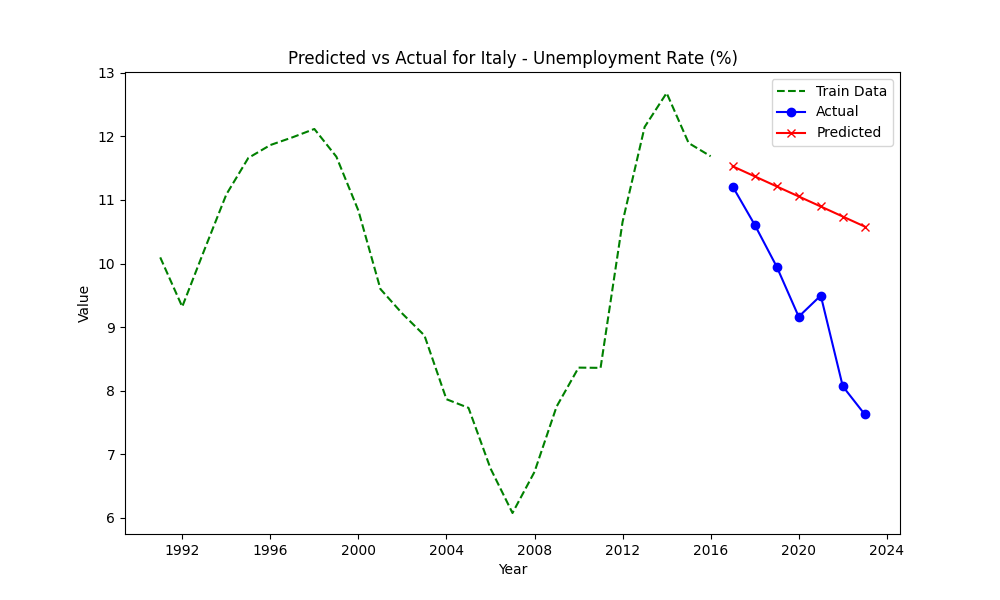 Predicted vs Actual for Italy - Unemployment Rate (%)
Train Data
Actual
Predicted
Value
13
12
11
10
9
8
7
6
1992 1996 2000 2004 2008 2012 2016 2020 2024
Year